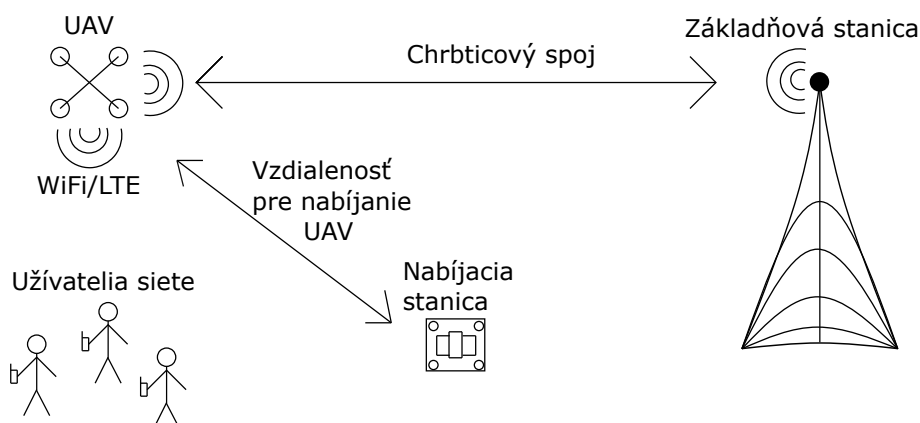 UAV
Chrbticový spoj
Základňová stanica
WiFi/LTE
Vzdialenosť
pre nabíjanie
UAV
Nabíjacia
stanica
Užívatelia siete